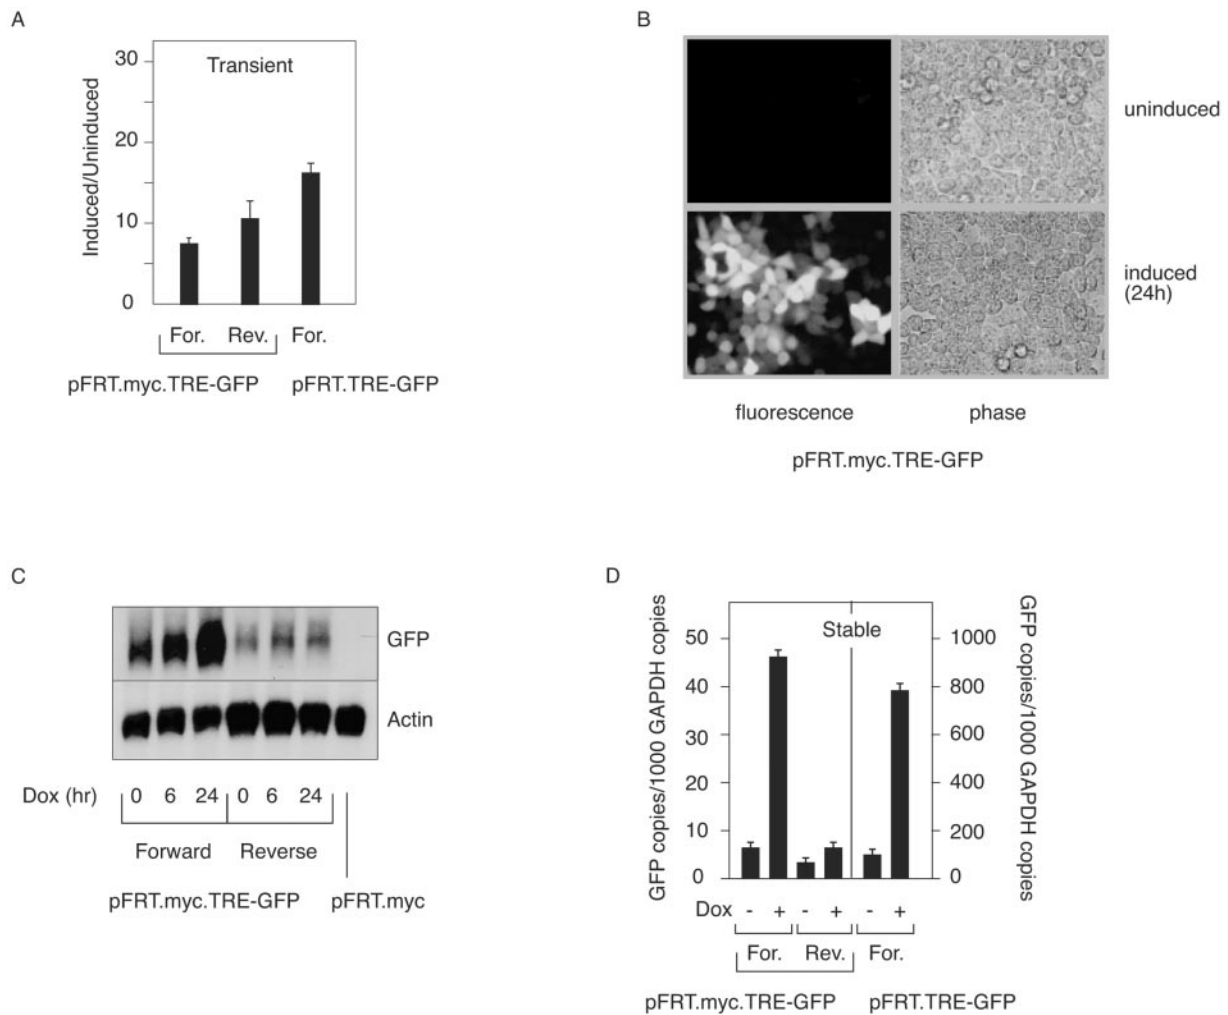 A
Transient
Induced/Uninduced
30
20
10
0
For. Rev. For.
pFRT.myc.TRE-GFP pFRT.TRE-GFP
B
uninduced
induced
(24h)
fluorescence phase
pFRT.myc.TRE-GFP
C
GFP
Actin
Dox (hr) 0 6 24 0 6 24
Forward Reverse
pFRT.myc.TRE-GFP pFRT.myc
D
Stable
GFP copies/1000 GAPDH copies
50
40
30
20
10
0
1000
800
600
400
200
0
GFP copies/1000 GAPDH copies
Dox - + - + - +
For. Rev. For.
pFRT.myc.TRE-GFP pFRT.TRE-GFP